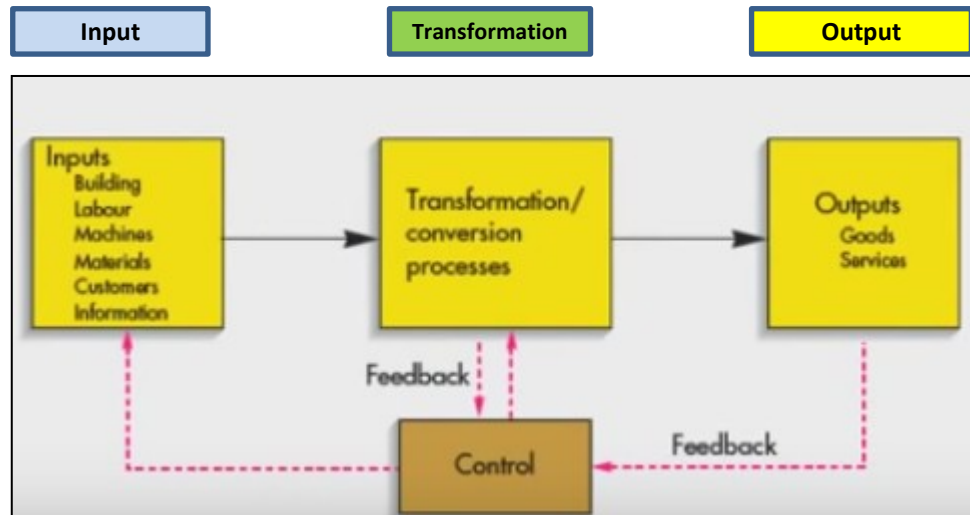 Input
Transformation
Output
Inputs
Building
Labour
Machines
Materials
Customers
Information
Transformation/
conversion
processes
Outputs
Goods
Services
Feedback
Control
Feedback